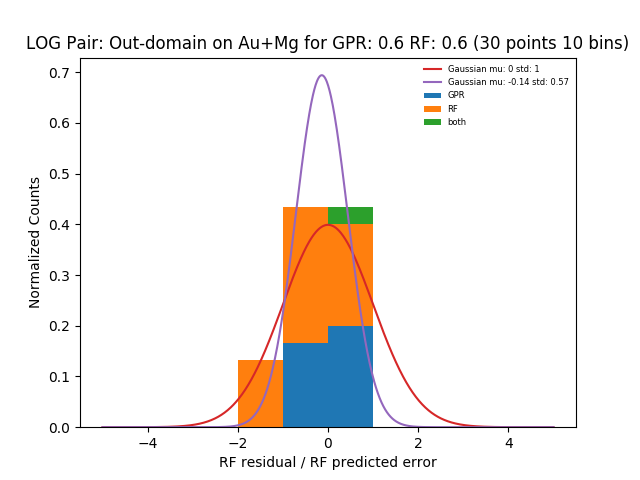 LOG Pair: Out-domain on Au+Mg for GPR: 0.6 RF: 0.6 (30 points 10 bins)
Gaussian mu: 0 std: 1
Gaussian mu: -0.14 std: 0.57
GPR
RF
both
Normalized Counts
0.7
0.6
0.5
0.4
0.3
0.2
0.1
0.0
−4 −2 0 2 4
RF residual / RF predicted error